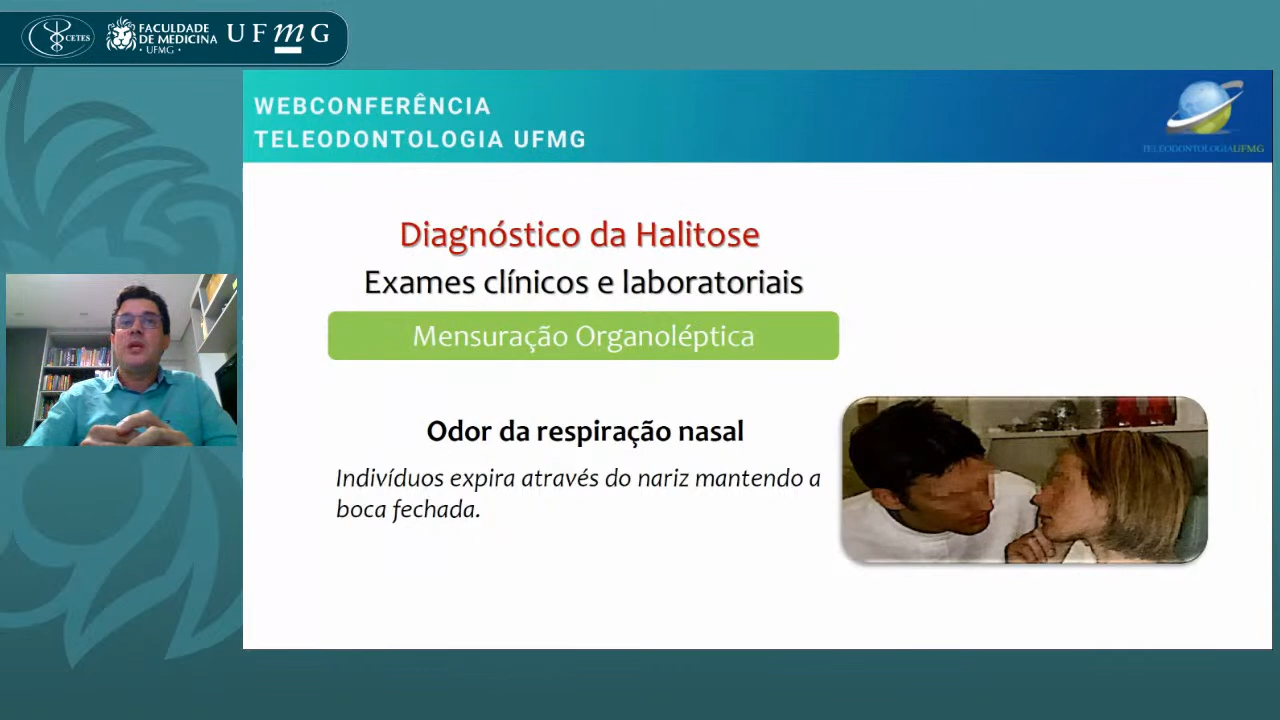 CETES
FACULDADE
DE MEDICINA
· UFMG ·
UFmG
WEBCONFERÊNCIA
TELEODONTOLOGIA UFMG
TELEODONTOLOGIAUFMG
Diagnóstico da Halitose
Exames clínicos e laboratoriais
Mensuração Organoléptica
Odor da respiração nasal
Indivíduos expira através do nariz mantendo a
boca fechada.